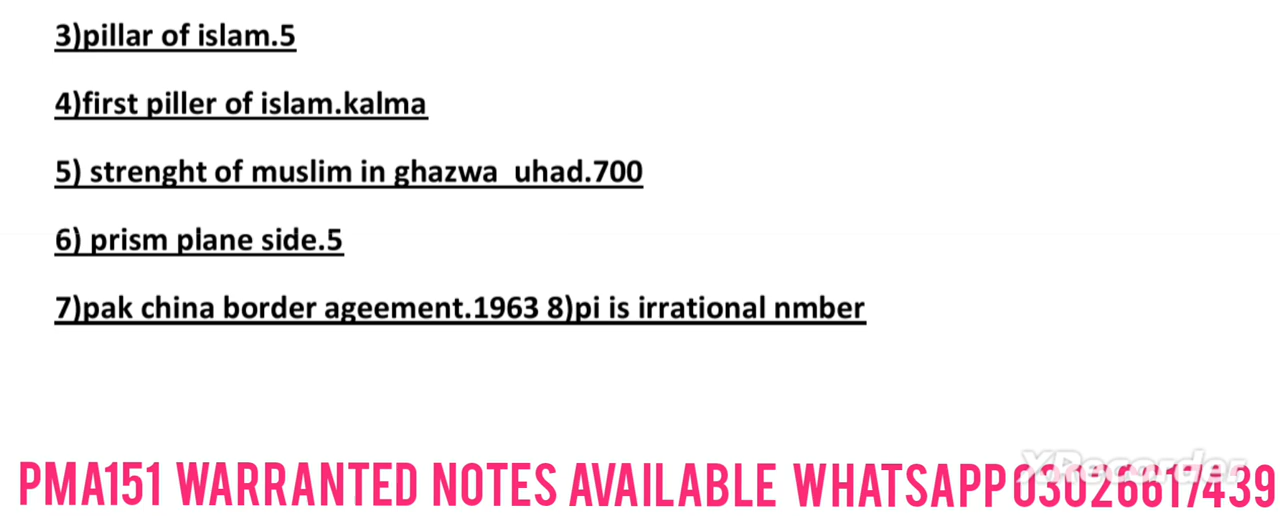 3)pillar of islam.5
4)first piller of islam.kalma
5) strenght of muslim in ghazwa  uhad.700
6) prism plane side.5
7)pak china border ageement.1963 8)pi is irrational nmber
XRecorder
PMA151 WARRANTED NOTES AVAILABLE WHATSAPP 03026617439